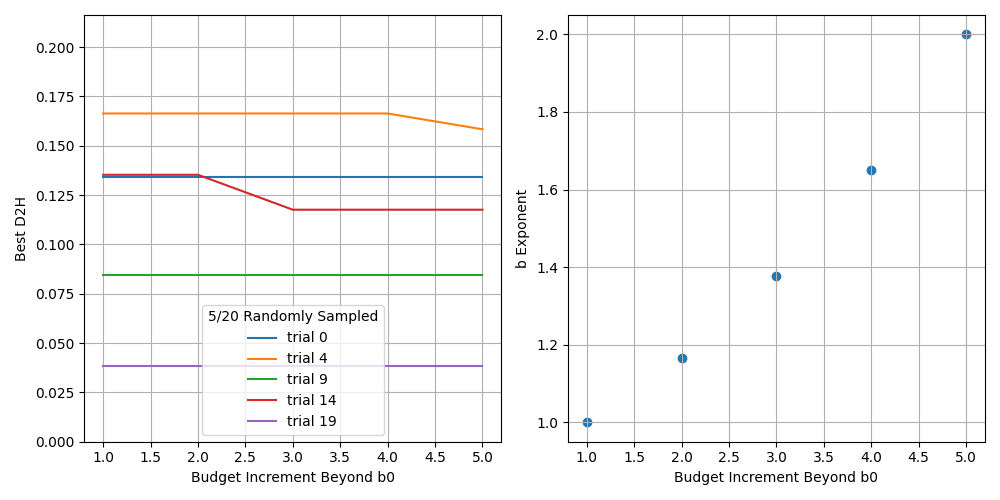 0.200
0.175
0.150
0.125
0.100
0.075
0.050
0.025
0.000
Best D2H
5/20 Randomly Sampled
trial 0
trial 4
trial 9
trial 14
trial 19
1.0 1.5 2.0 2.5 3.0 3.5 4.0 4.5 5.0
Budget Increment Beyond b0
2.0
1.8
1.6
1.4
1.2
1.0
b Exponent
1.0 1.5 2.0 2.5 3.0 3.5 4.0 4.5 5.0
Budget Increment Beyond b0